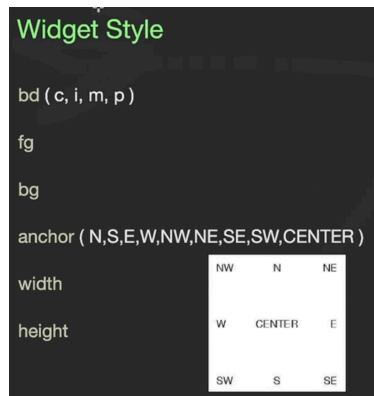 Widget Style
bd ( c, i, m, p )
fg
bg
anchor ( N,S,E,W,NW,NE,SE,SW,CENTER )
width
height
NW N NE
W CENTER E
SW S SE